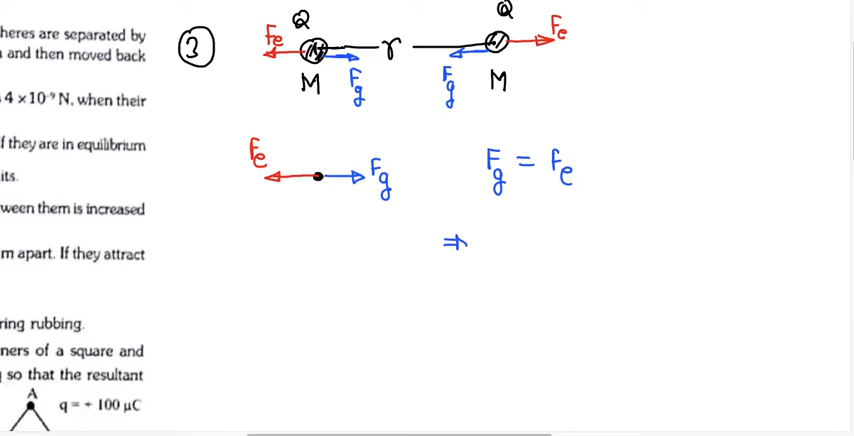 heres are separated by
and then moved back
4 × 10⁻⁹ N, when their
f they are in equilibrium
its.
ween them is increased
m apart. If they attract
ring rubbing.
ners of a square and
so that the resultant
A
q = + 100 μC
3
Q Q
Fe r Fe
Fg Fg
M M
Fe Fg Fg = Fe
⇒